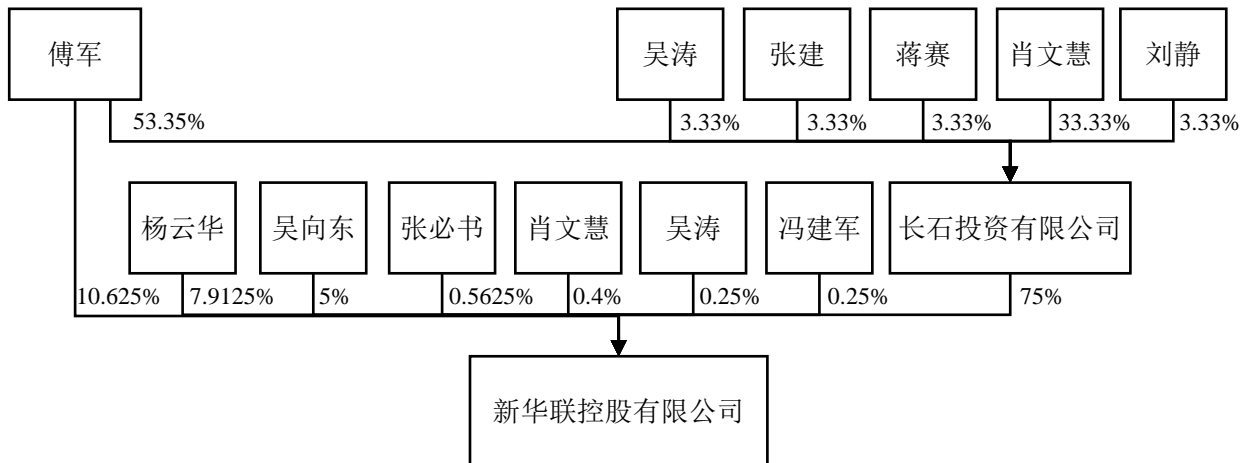 傅军 吴涛 张建 蒋赛 肖文慧 刘静
53.35% 3.33% 3.33% 3.33% 33.33% 3.33%
杨云华 吴向东 张必书 肖文慧 吴涛 冯建军 长石投资有限公司
10.625% 7.9125% 5% 0.5625% 0.4% 0.25% 0.25% 75%
新华联控股有限公司